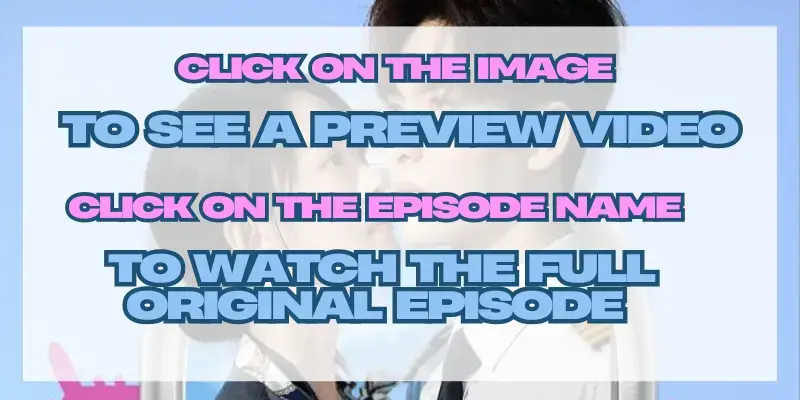 CLICK ON THE IMAGE
TO SEE A PREVIEW VIDEO
CLICK ON THE EPISODE NAME
TO WATCH THE FULL
ORIGINAL EPISODE